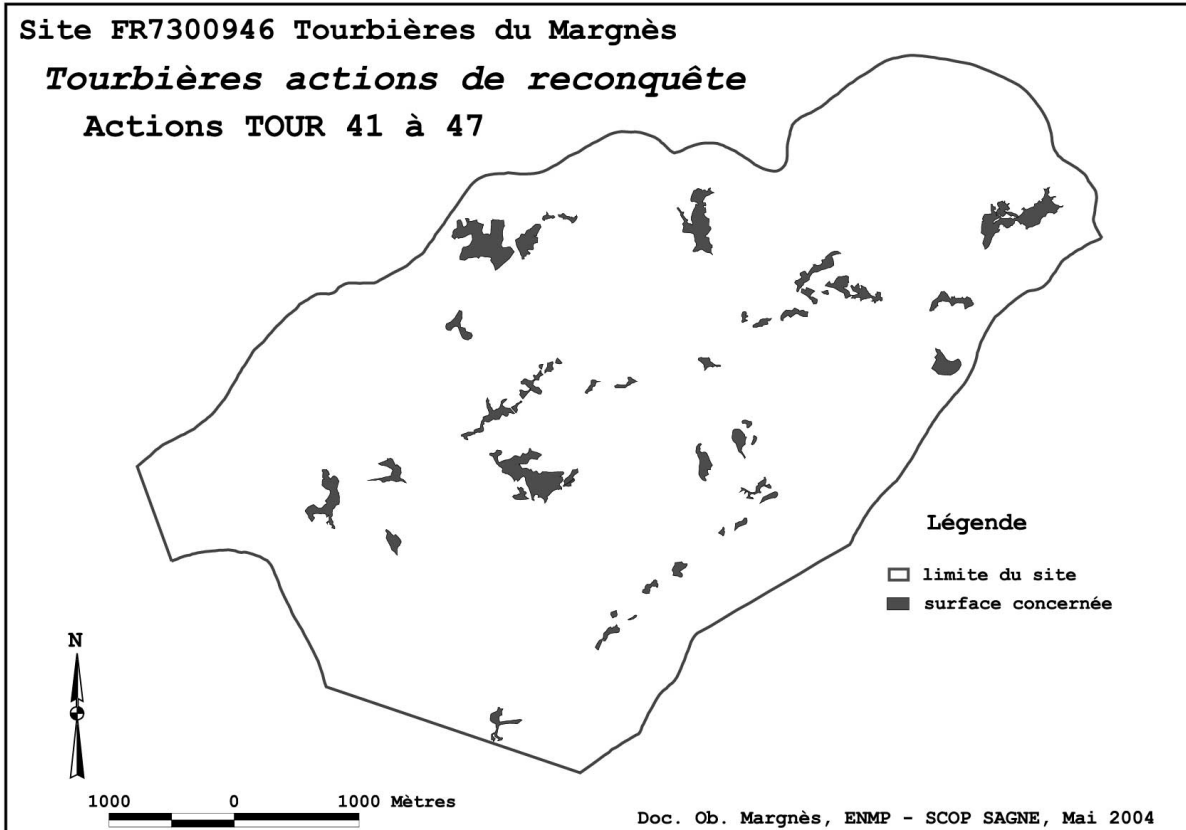 Site FR7300946 Tourbières du Margnès
Tourbières actions de reconquête
Actions TOUR 41 à 47
Légende
limite du site
surface concernée
N
1000 0 1000 Mètres
Doc. Ob. Margnès, ENMP - SCOP SAGNE, Mai 2004